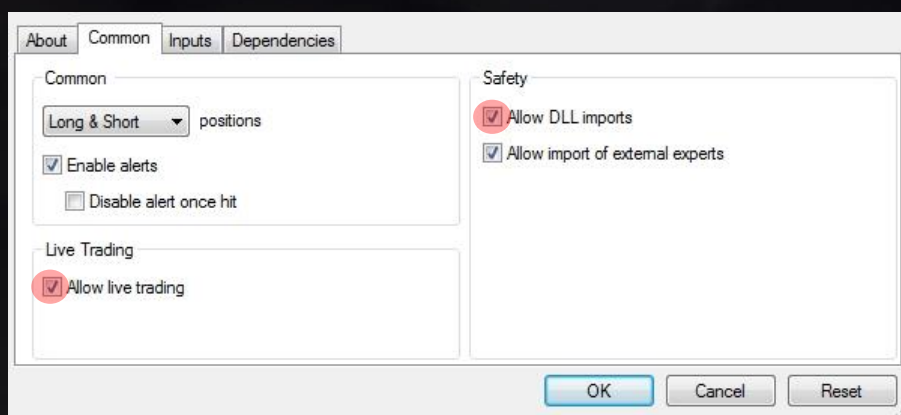 About Common Inputs Dependencies
Common
Long & Short positions
Enable alerts
Disable alert once hit
Live Trading
Allow live trading
Safety
Allow DLL imports
Allow import of external experts
OK Cancel Reset